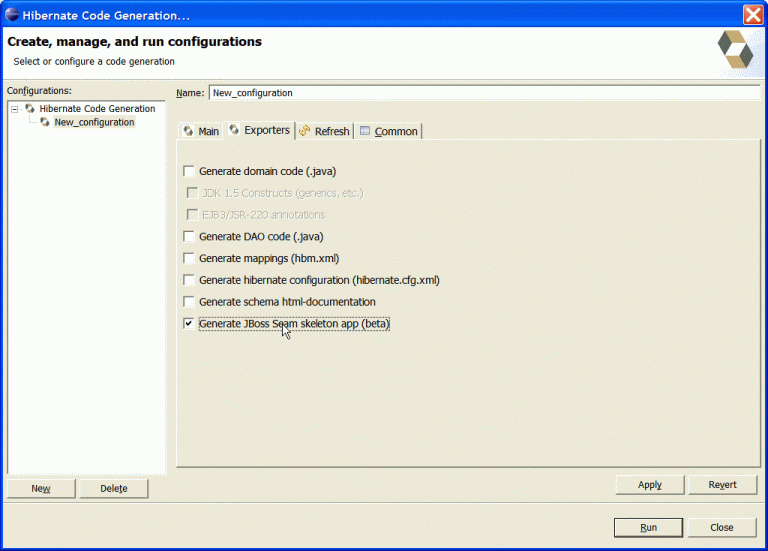 Hibernate Code Generation...
Create, manage, and run configurations
Select or configure a code generation
Configurations:
Hibernate Code Generation
New_configuration
Name: New_configuration
Main Exporters Refresh Common
Generate domain code (.java)
JDK 1.5 Constructs (generics, etc.)
EJB3/JSR-220 annotations
Generate DAO code (.java)
Generate mappings (hbm.xml)
Generate hibernate configuration (hibernate.cfg.xml)
Generate schema html-documentation
Generate JBoss Seam skeleton app (beta)
New Delete
Apply Revert
Run Close